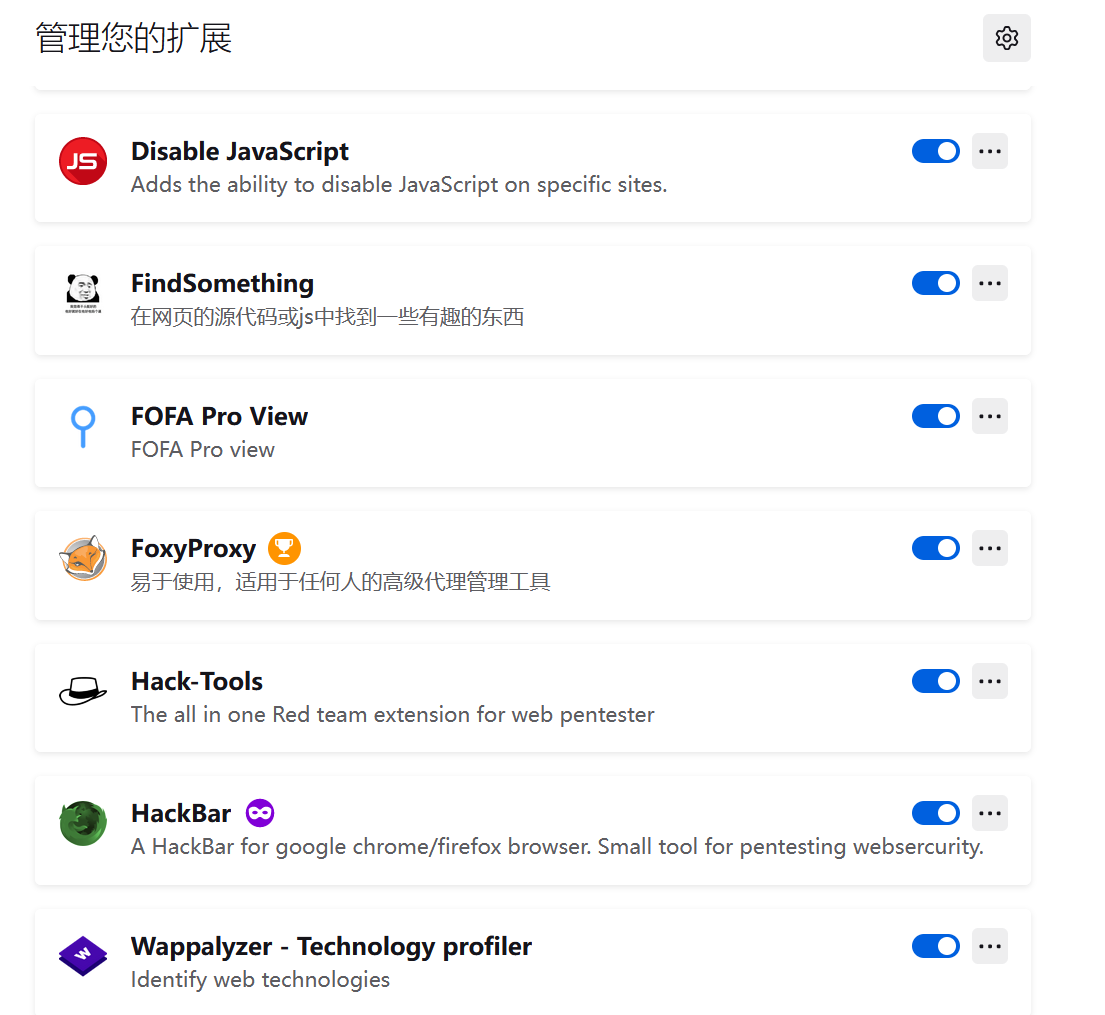 管理您的扩展
JS
Disable JavaScript
Adds the ability to disable JavaScript on specific sites.
FindSomething
在网页的源代码或js中找到一些有趣的东西
FOFA Pro View
FOFA Pro view
FoxyProxy
易于使用，适用于任何人的高级代理管理工具
Hack-Tools
The all in one Red team extension for web pentester
HackBar
A HackBar for google chrome/firefox browser. Small tool for pentesting websercurity.
W
Wappalyzer - Technology profiler
Identify web technologies